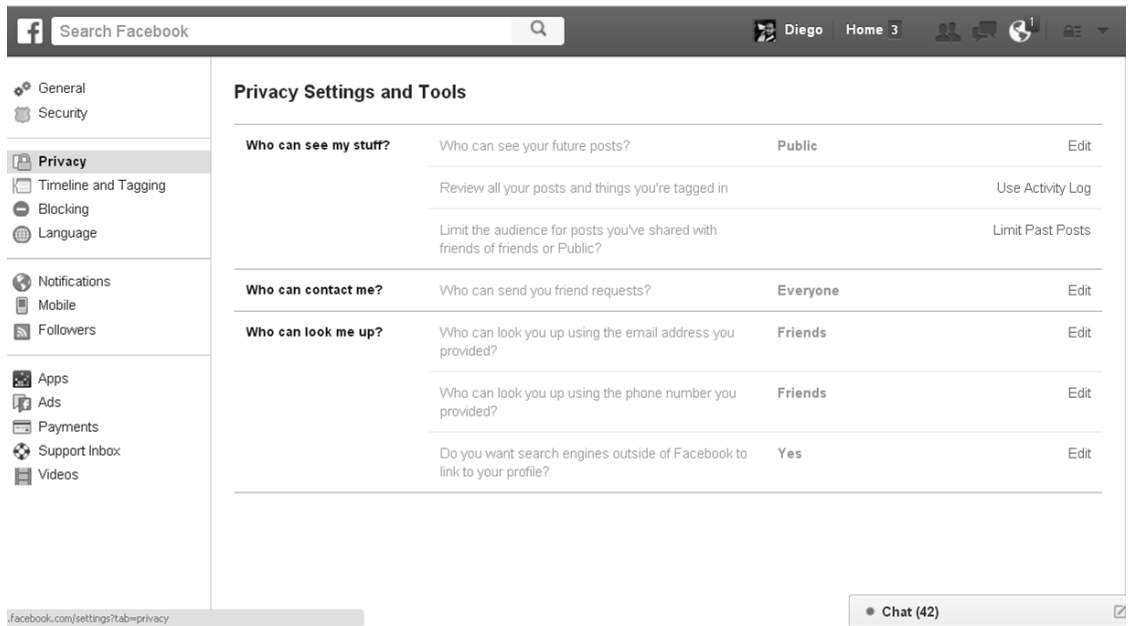 f Search Facebook Diego Home 3 1
General
Security
Privacy
Timeline and Tagging
Blocking
Language
Notifications
Mobile
Followers
Apps
Ads
Payments
Support Inbox
Videos
Privacy Settings and Tools
Who can see my stuff? Who can see your future posts? Public Edit
Review all your posts and things you're tagged in Use Activity Log
Limit the audience for posts you've shared with Limit Past Posts
friends of friends or Public?
Who can contact me? Who can send you friend requests? Everyone Edit
Who can look me up? Who can look you up using the email address you Friends Edit
provided?
Who can look you up using the phone number you Friends Edit
provided?
Do you want search engines outside of Facebook to Yes Edit
link to your profile?
.facebook.com/settings?tab=privacy
Chat (42)